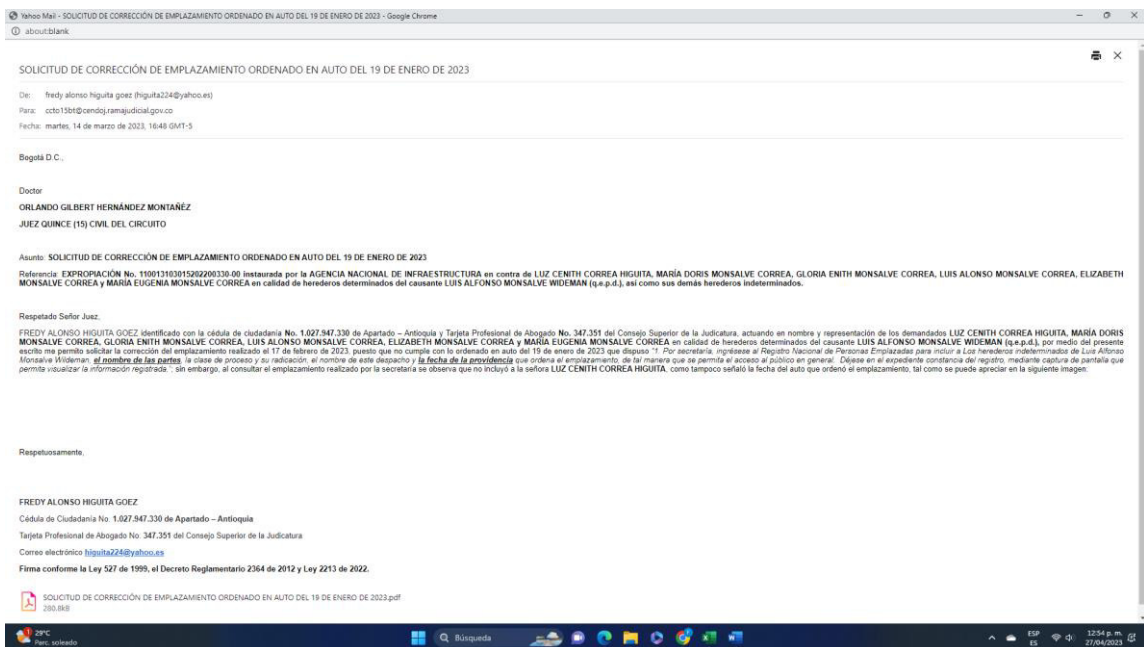 Yahoo Mail - SOLICITUD DE CORRECCIÓN DE EMPLAZAMIENTO ORDENADO EN AUTO DEL 19 DE ENERO DE 2023 - Google Chrome
about:blank
SOLICITUD DE CORRECCIÓN DE EMPLAZAMIENTO ORDENADO EN AUTO DEL 19 DE ENERO DE 2023
De: fredy alonso higuita goez (higuita224@yahoo.es)
Para: ccto15bt@cendoj.ramajudicial.gov.co
Fecha: martes, 14 de marzo de 2023, 16:48 GMT-5
Bogotá D.C.,
Doctor
ORLANDO GILBERT HERNÁNDEZ MONTAÑÉZ
JUEZ QUINCE (15) CIVIL DEL CIRCUITO
Asunto: SOLICITUD DE CORRECCIÓN DE EMPLAZAMIENTO ORDENADO EN AUTO DEL 19 DE ENERO DE 2023
Referencia: EXPROPIACIÓN No. 110013103015202200330-00 instaurada por la AGENCIA NACIONAL DE INFRAESTRUCTURA en contra de LUZ CENITH CORREA HIGUITA, MARÍA DORIS MONSALVE CORREA, GLORIA ENITH MONSALVE CORREA, LUIS ALONSO MONSALVE CORREA, ELIZABETH
MONSALVE CORREA y MARÍA EUGENIA MONSALVE CORREA en calidad de herederos determinados del causante LUIS ALFONSO MONSALVE WIDEMAN (q.e.p.d.), así como sus demás herederos indeterminados.
Respetado Señor Juez,
FREDY ALONSO HIGUITA GOEZ identificado con la cédula de ciudadanía No. 1.027.947.330 de Apartado – Antioquia y Tarjeta Profesional de Abogado No. 347.351 del Consejo Superior de la Judicatura, actuando en nombre y representación de los demandados LUZ CENITH CORREA HIGUITA, MARÍA DORIS
MONSALVE CORREA, GLORIA ENITH MONSALVE CORREA, LUIS ALONSO MONSALVE CORREA, ELIZABETH MONSALVE CORREA y MARÍA EUGENIA MONSALVE CORREA en calidad de herederos determinados del causante LUIS ALFONSO MONSALVE WIDEMAN (q.e.p.d.), por medio del presente
escrito me permito solicitar la corrección del emplazamiento realizado el 17 de febrero de 2023, puesto que no cumple con lo ordenado en auto del 19 de enero de 2023 que dispuso "1. Por secretaría, ingrésese al Registro Nacional de Personas Emplazadas para incluir a Los herederos indeterminados de Luis Alfonso
Monsalve Wildeman, el nombre de las partes, la clase de proceso y su radicación, el nombre de este despacho y la fecha de la providencia que ordena el emplazamiento, de tal manera que se permita el acceso al público en general. Déjese en el expediente constancia del registro, mediante captura de pantalla que
permita visualizar la información registrada."; sin embargo, al consultar el emplazamiento realizado por la secretaría se observa que no incluyó a la señora LUZ CENITH CORREA HIGUITA, como tampoco señaló la fecha del auto que ordenó el emplazamiento, tal como se puede apreciar en la siguiente imagen:
Respetuosamente,
FREDY ALONSO HIGUITA GOEZ
Cédula de Ciudadanía No. 1.027.947.330 de Apartado – Antioquia
Tarjeta Profesional de Abogado No. 347.351 del Consejo Superior de la Judicatura
Correo electrónico higuita224@yahoo.es
Firma conforme la Ley 527 de 1999, el Decreto Reglamentario 2364 de 2012 y Ley 2213 de 2022.
SOLICITUD DE CORRECCIÓN DE EMPLAZAMIENTO ORDENADO EN AUTO DEL 19 DE ENERO DE 2023.pdf
280.8kB
29°C
Parc. soleado
Búsqueda
ESP
ES
12:54 p. m.
27/04/2023